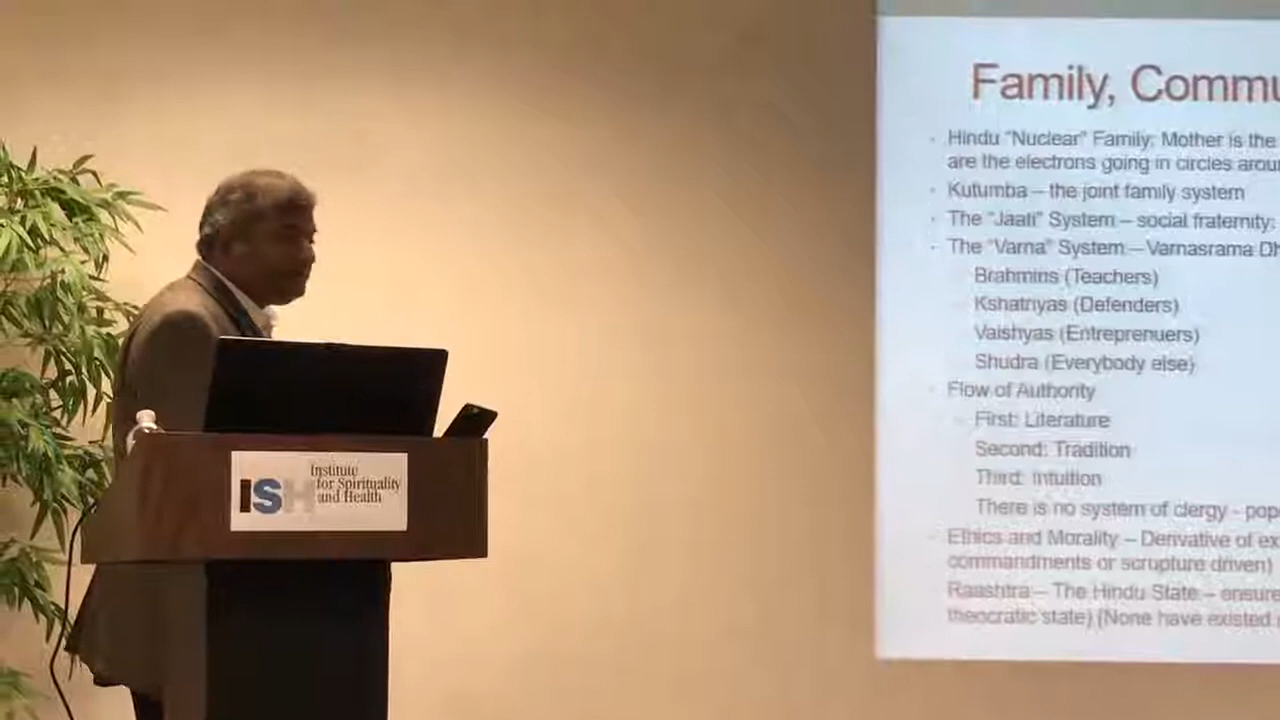 ISH
Institute
for Spirituality
and Health
Family, Commu
Hindu "Nuclear" Family: Mother is the
are the electrons going in circles arou
Kutumba – the joint family system
The "Jaati" System – social fraternity:
The "Varna" System – Varnasrama Dh
Brahmins (Teachers)
Kshatriyas (Defenders)
Vaishyas (Entreprenuers)
Shudra (Everybody else)
Flow of Authority
First: Literature
Second: Tradition
Third: Intuition
There is no system of clergy - pop
Ethics and Morality – Derivative of ex
commandments or scrupture driven)
Raashtra – The Hindu State – ensure
theocratic state) (None have existed